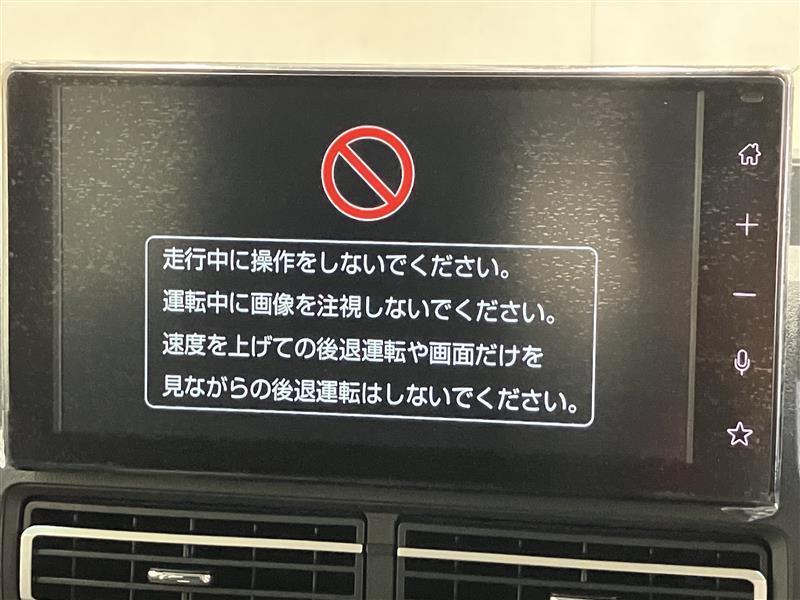 走行中に操作をしないでください。
運転中に画像を注視しないでください。
速度を上げての後退運転や画面だけを
見ながらの後退運転はしないでください。